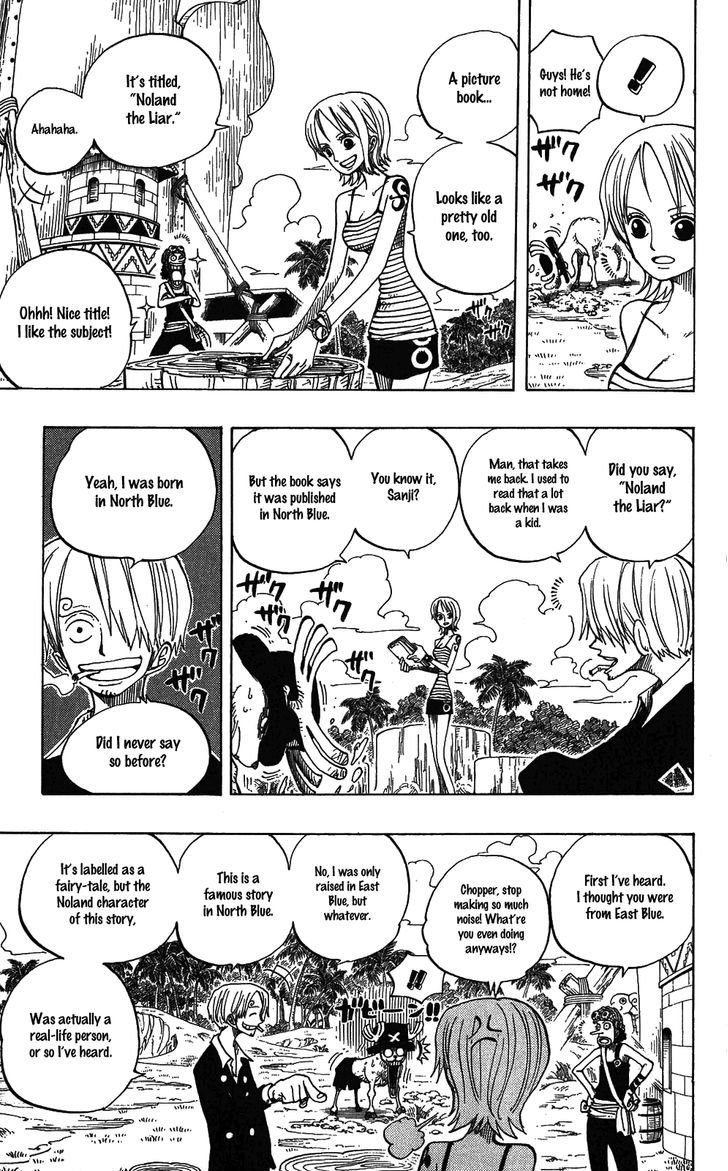 !
Guys! He's
not home!
ザク
ザク
A picture
book...
Looks like a
pretty old
one, too.
It's titled,
"Noland
the Liar."
Ahahaha.
Ohhh! Nice title!
I like the subject!
ザク
ザク
Did you say,
"Noland
the Liar?"
Man, that takes
me back. I used to
read that a lot
back when I was
a kid.
You know it,
Sanji?
But the book says
it was published
in North Blue.
ザク
ザク
ザク
Yeah, I was born
in North Blue.
ザク
ザク
Did I never say
so before?
First I've heard.
I thought you were
from East Blue.
Chopper, stop
making so much
noise! What're
you even doing
anyways!?
!!
ガビーン!!
No, I was only
raised in East
Blue, but
whatever.
This is a
famous story
in North Blue.
It's labelled as a
fairy-tale, but the
Noland character
of this story,
Was actually a
real-life person,
or so I've heard.